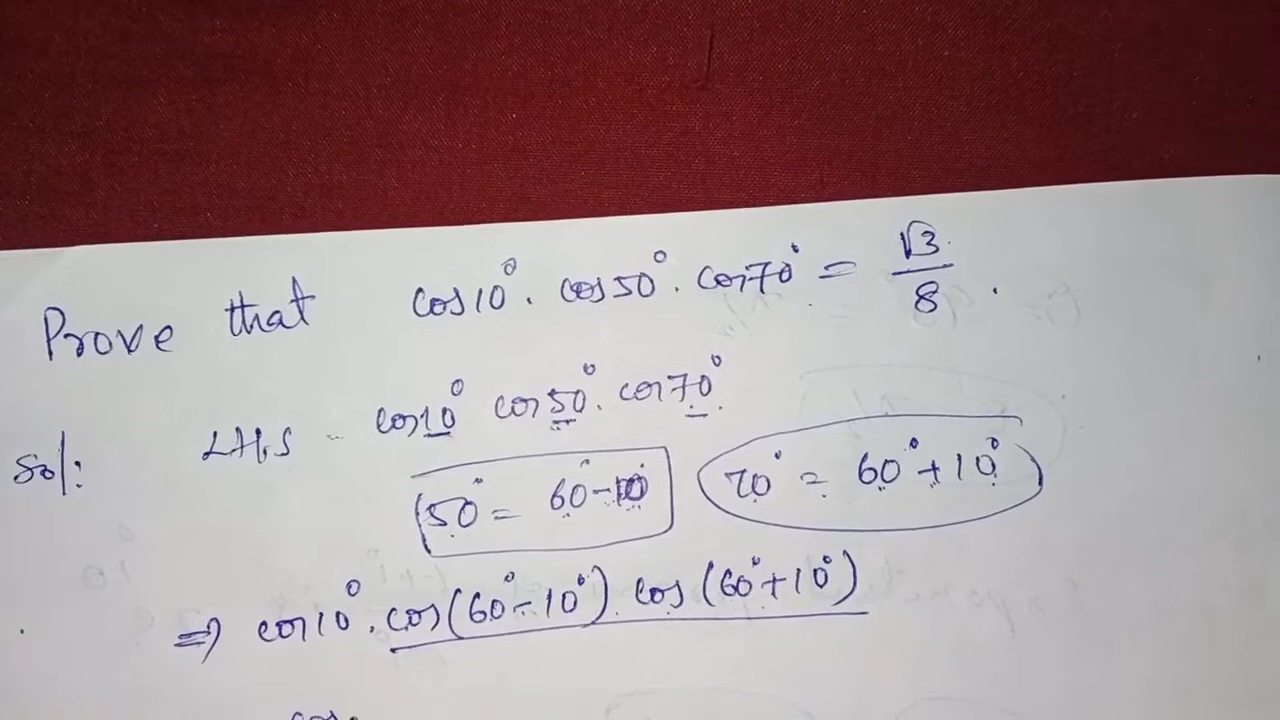 Prove that cos10°. cos50°. cos70° = √3/8 .
Sol: LHS - cos10° cos50°. cos70°
50° = 60°-10° 70° = 60°+10°
⇒ cos10°. cos(60°-10°) cos(60°+10°)